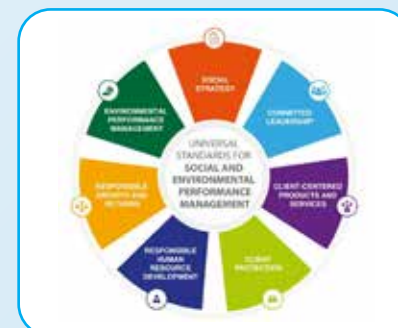 SOCIAL
STRATEGY
COMMITTED
LEADERSHIP
CLIENT-CENTERED
PRODUCTS AND
SERVICES
CLIENT
PROTECTION
RESPONSIBLE
HUMAN
RESOURCE
DEVELOPMENT
RESPONSIBLE
GROWTH AND
RETURNS
ENVIRONMENTAL
PERFORMANCE
MANAGEMENT
UNIVERSAL
STANDARDS FOR
SOCIAL AND
ENVIRONMENTAL
PERFORMANCE
MANAGEMENT